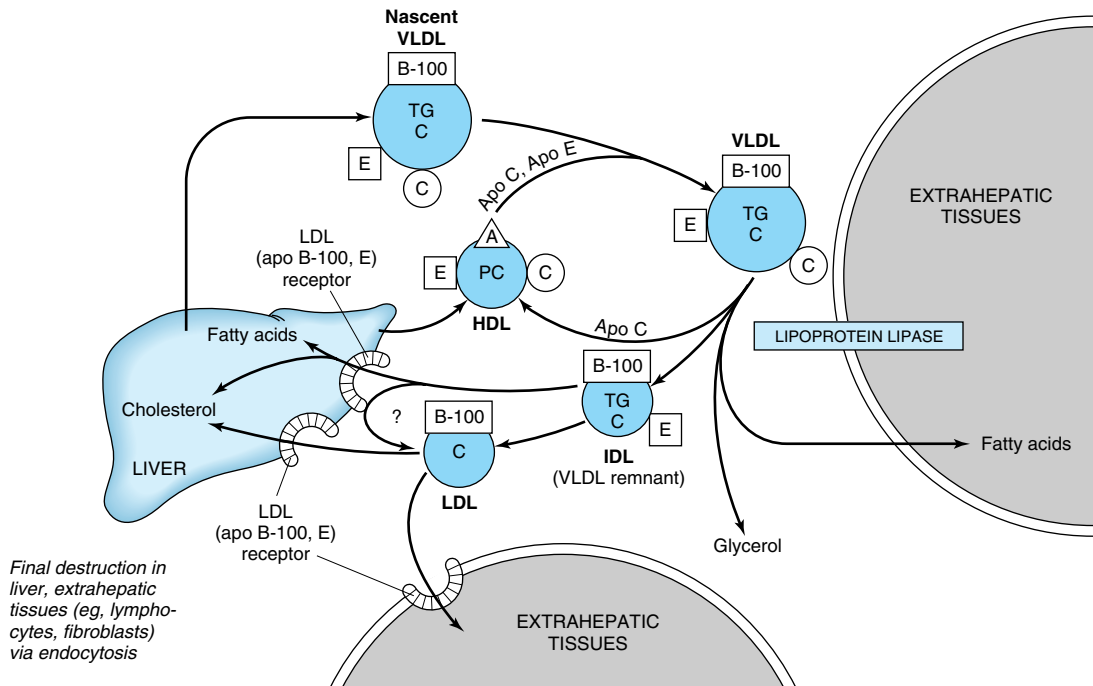 Nascent
VLDL
B-100
TG
C
E
C
Apo C, Apo E
VLDL
B-100
TG
C
E
C
EXTRAHEPATIC
TISSUES
LDL
(apo B-100, E)
receptor
A
E
PC
C
HDL
Apo C
LIPOPROTEIN LIPASE
Fatty acids
Cholesterol
LIVER
?
B-100
C
LDL
B-100
TG
C
E
IDL
(VLDL remnant)
Fatty acids
Glycerol
LDL
(apo B-100, E)
receptor
Final destruction in
liver, extrahepatic
tissues (eg, lympho-
cytes, fibroblasts)
via endocytosis
EXTRAHEPATIC
TISSUES